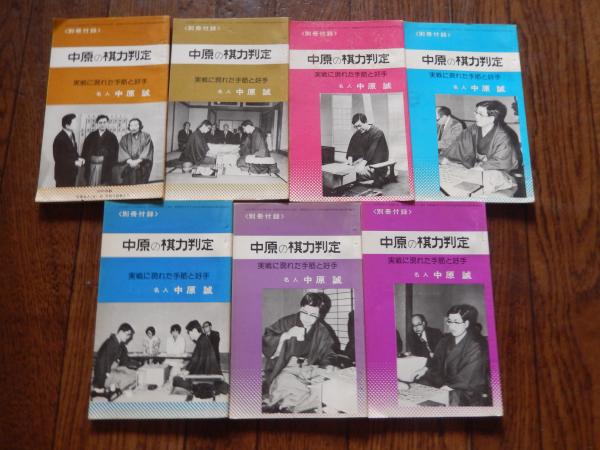 〈別冊付録〉
中原の棋力判定
実戦に現れた手筋と好手
名人 中原 誠
〈別冊付録〉
中原の棋力判定
実戦に現れた手筋と好手
名人 中原 誠
〈別冊付録〉
中原の棋力判定
実戦に現れた手筋と好手
名人 中原 誠
〈別冊付録〉
中原の棋力判定
実戦に現れた手筋と好手
名人 中原 誠
〈別冊付録〉
中原の棋力判定
実戦に現れた手筋と好手
名人 中原 誠
〈別冊付録〉
中原の棋力判定
実戦に現れた手筋と好手
名人 中原 誠
〈別冊付録〉
中原の棋力判定
実戦に現れた手筋と好手
名人 中原 誠